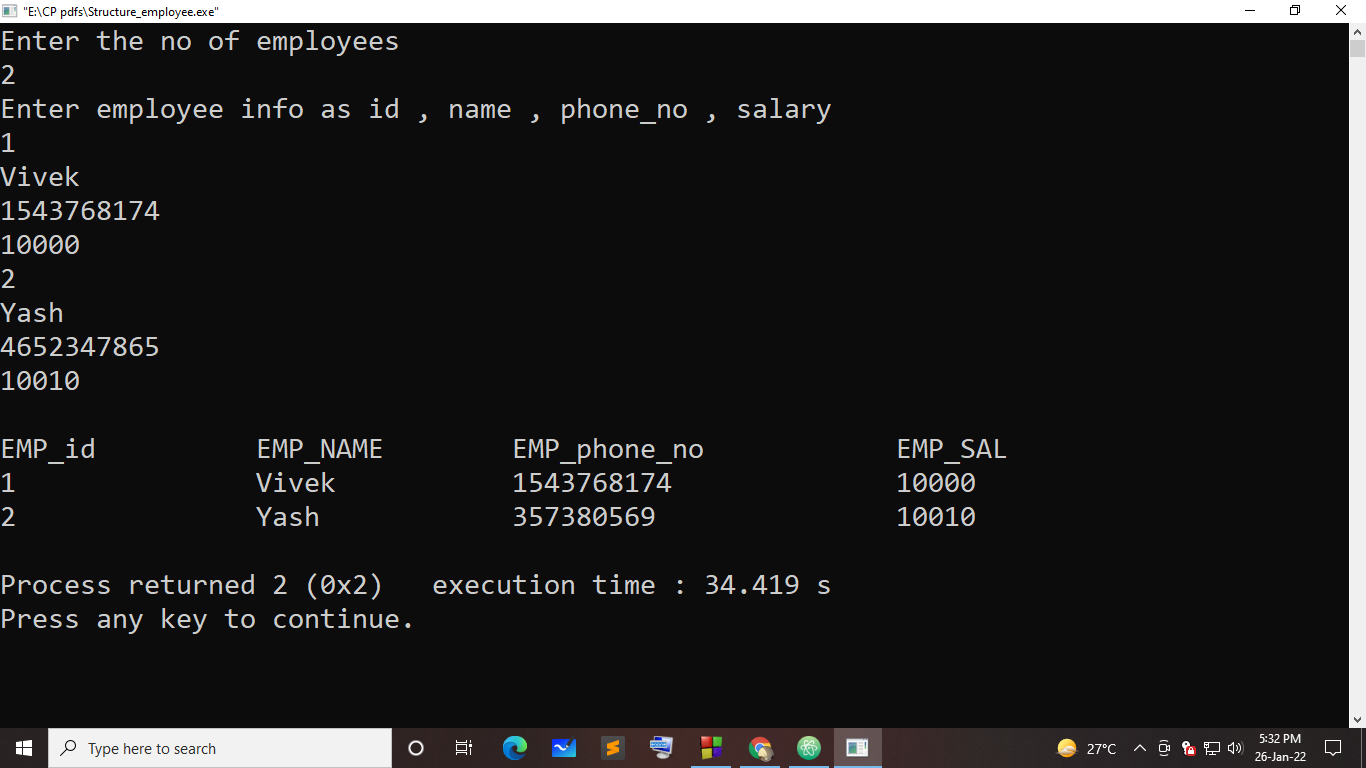 "E:\CP pdfs\Structure_employee.exe"
Enter the no of employees
2
Enter employee info as id , name , phone_no , salary
1
Vivek
1543768174
10000
2
Yash
4652347865
10010
EMP_id EMP_NAME EMP_phone_no EMP_SAL
1 Vivek 1543768174 10000
2 Yash 357380569 10010
Process returned 2 (0x2) execution time : 34.419 s
Press any key to continue.
Type here to search
27°C
5:32 PM
26-Jan-22